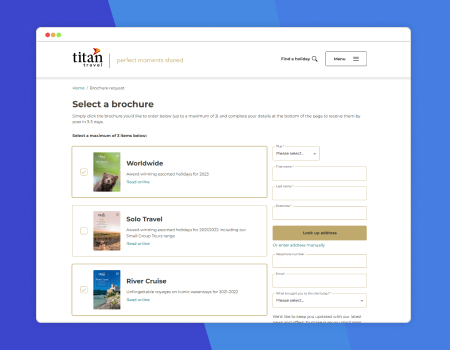 titan
travel
perfect moments shared
Find a holiday
Menu
Home / Brochure request
Select a brochure
Simply click the brochure you'd like to order below (up to a maximum of 3) and complete your details at the bottom of the page to receive them by
post in 3-5 days.
Select a maximum of 3 items below:
Worldwide
Award winning escorted holidays for 2023
Read online
Solo Travel
Award-winning escorted holidays for 2021/2022 including our
Small Group Tours range
Read online
River Cruise
Unforgettable voyages on iconic waterways for 2021-2022
Read online
Title *
Please select...
First name *
Last name *
Postcode *
Look up address
Or enter address manually
Telephone number
Email *
What brought you to the site today? *
Please select...
We'd like to keep you updated with our latest